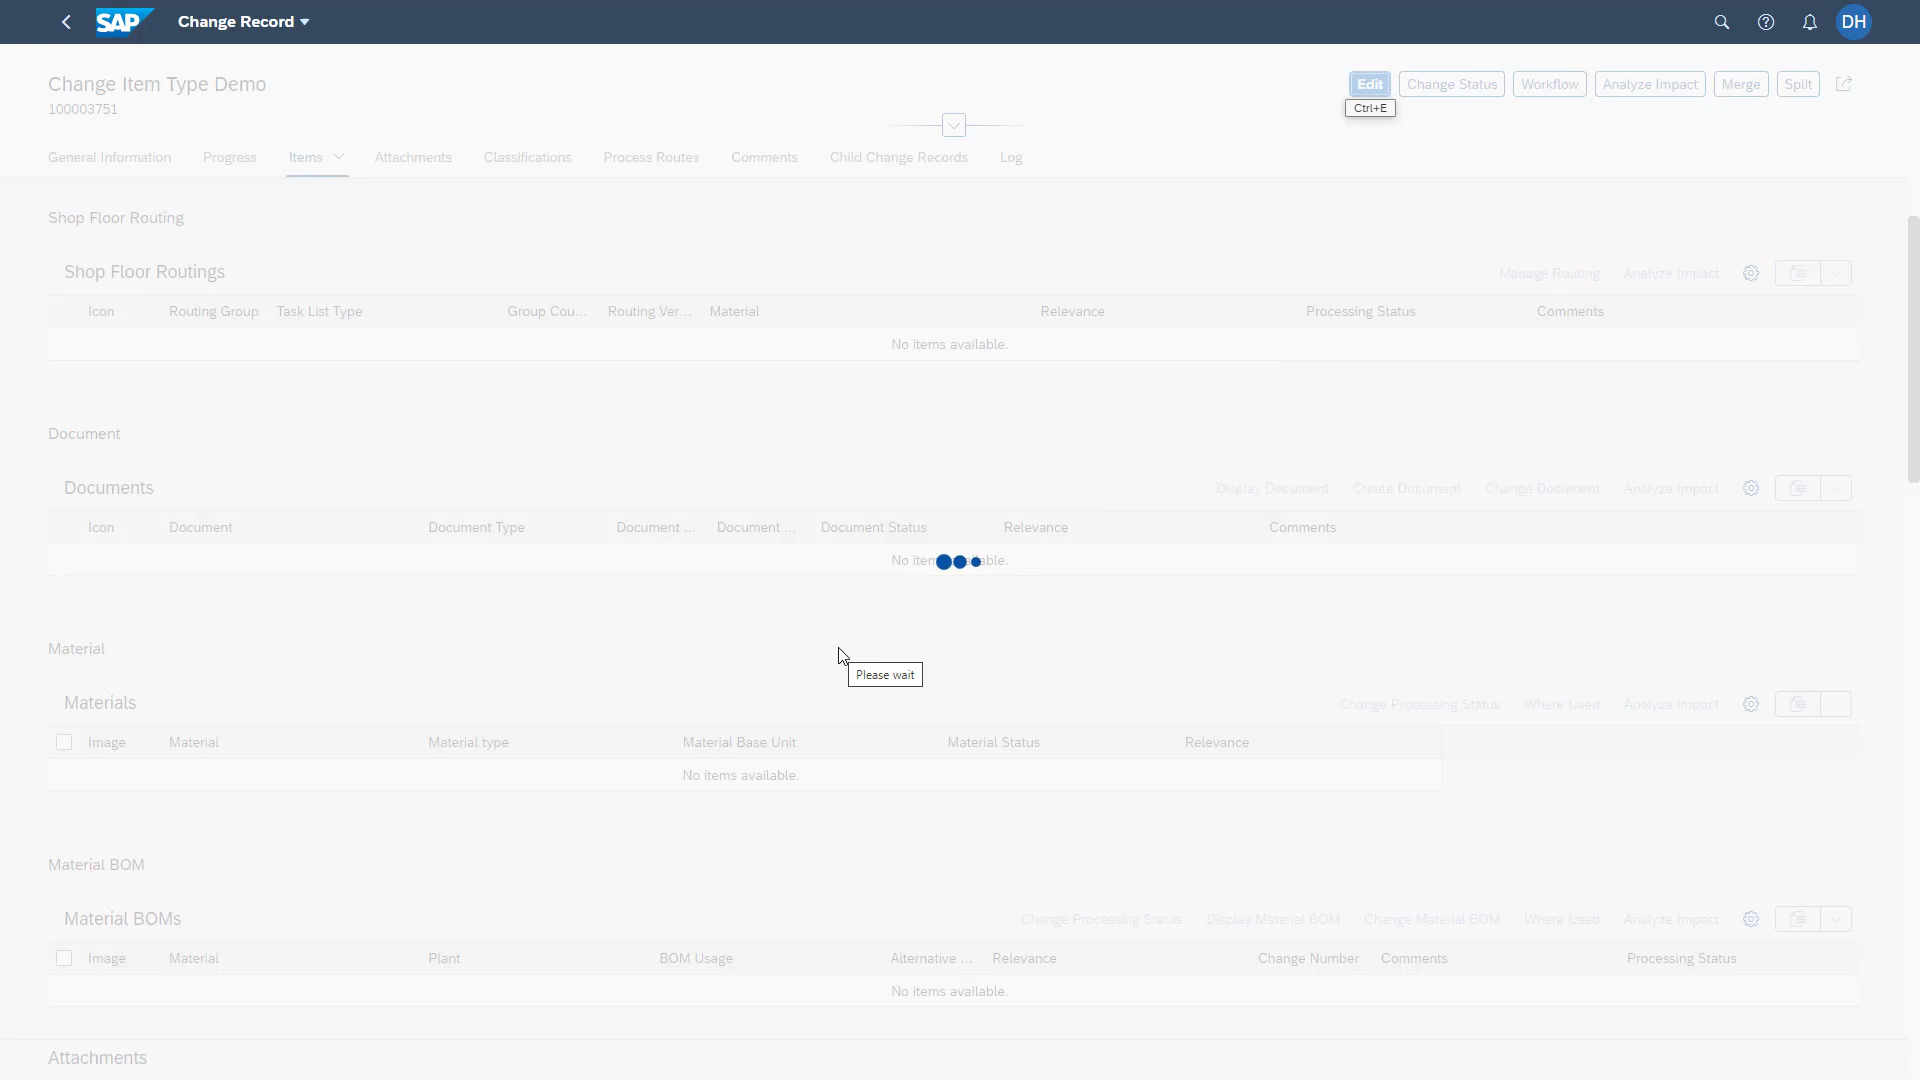 SAP Change Record
DH
Change Item Type Demo
100003751
Edit Change Status Workflow Analyze Impact Merge Split
Ctrl+E
General Information Progress Items Attachments Classifications Process Routes Comments Child Change Records Log
Shop Floor Routing
Shop Floor Routings Manage Routing Analyze Impact
Icon Routing Group Task List Type Group Cou... Routing Ver... Material Relevance Processing Status Comments
No items available.
Document
Documents Display Document Create Document Change Document Analyze Impact
Icon Document Document Type Document ... Document ... Document Status Relevance Comments
No able.
Please wait
Material
Materials Change Processing Status Where Used Analyze Impact
Image Material Material type Material Base Unit Material Status Relevance
No items available.
Material BOM
Material BOMs Change Processing Status Display Material BOM Change Material BOM Where Used Analyze Impact
Image Material Plant BOM Usage Alternative ... Relevance Change Number Comments Processing Status
No items available.
Attachments